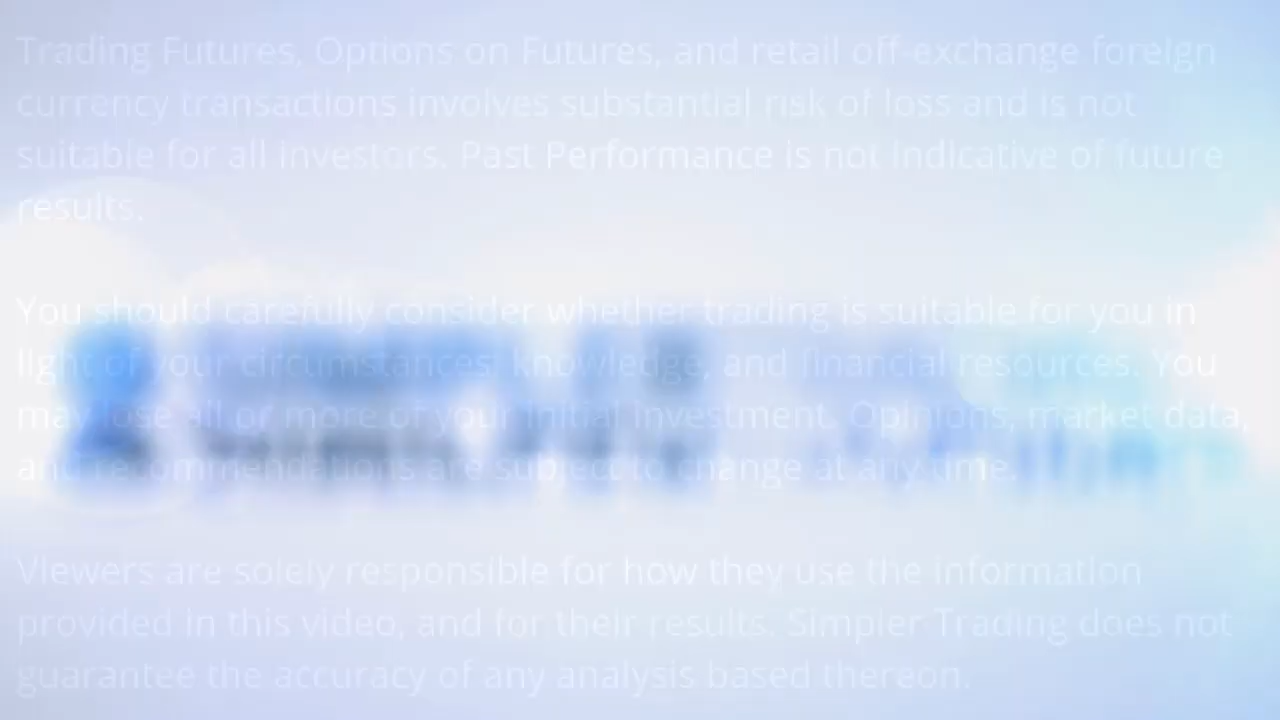 Trading Futures, Options on Futures, and retail off-exchange foreign
currency transactions involves substantial risk of loss and is not
suitable for all investors. Past Performance is not indicative of future
results.
You should carefully consider whether trading is suitable for you in
light of your circumstances, knowledge, and financial resources. You
may lose all or more of your initial investment. Opinions, market data,
and recommendations are subject to change at any time.
Viewers are solely responsible for how they use the information
provided in this video, and for their results. Simpler Trading does not
guarantee the accuracy of any analysis based thereon.